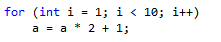 for (int i = 1; i < 10; i++)
    a = a * 2 + 1;